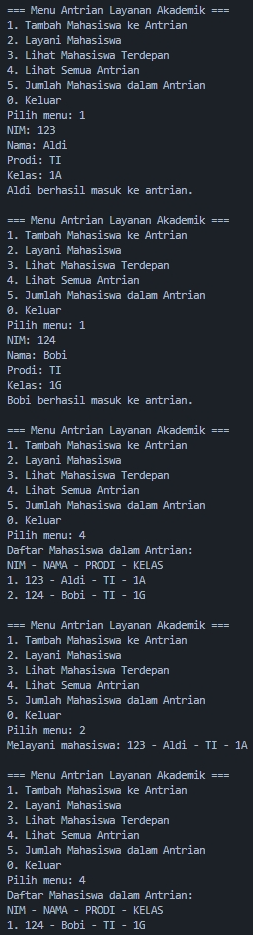 === Menu Antrian Layanan Akademik ===
1. Tambah Mahasiswa ke Antrian
2. Layani Mahasiswa
3. Lihat Mahasiswa Terdepan
4. Lihat Semua Antrian
5. Jumlah Mahasiswa dalam Antrian
0. Keluar
Pilih menu: 1
NIM: 123
Nama: Aldi
Prodi: TI
Kelas: 1A
Aldi berhasil masuk ke antrian.

=== Menu Antrian Layanan Akademik ===
1. Tambah Mahasiswa ke Antrian
2. Layani Mahasiswa
3. Lihat Mahasiswa Terdepan
4. Lihat Semua Antrian
5. Jumlah Mahasiswa dalam Antrian
0. Keluar
Pilih menu: 1
NIM: 124
Nama: Bobi
Prodi: TI
Kelas: 1G
Bobi berhasil masuk ke antrian.

=== Menu Antrian Layanan Akademik ===
1. Tambah Mahasiswa ke Antrian
2. Layani Mahasiswa
3. Lihat Mahasiswa Terdepan
4. Lihat Semua Antrian
5. Jumlah Mahasiswa dalam Antrian
0. Keluar
Pilih menu: 4
Daftar Mahasiswa dalam Antrian:
NIM - NAMA - PRODI - KELAS
1. 123 - Aldi - TI - 1A
2. 124 - Bobi - TI - 1G

=== Menu Antrian Layanan Akademik ===
1. Tambah Mahasiswa ke Antrian
2. Layani Mahasiswa
3. Lihat Mahasiswa Terdepan
4. Lihat Semua Antrian
5. Jumlah Mahasiswa dalam Antrian
0. Keluar
Pilih menu: 2
Melayani mahasiswa: 123 - Aldi - TI - 1A

=== Menu Antrian Layanan Akademik ===
1. Tambah Mahasiswa ke Antrian
2. Layani Mahasiswa
3. Lihat Mahasiswa Terdepan
4. Lihat Semua Antrian
5. Jumlah Mahasiswa dalam Antrian
0. Keluar
Pilih menu: 4
Daftar Mahasiswa dalam Antrian:
NIM - NAMA - PRODI - KELAS
1. 124 - Bobi - TI - 1G